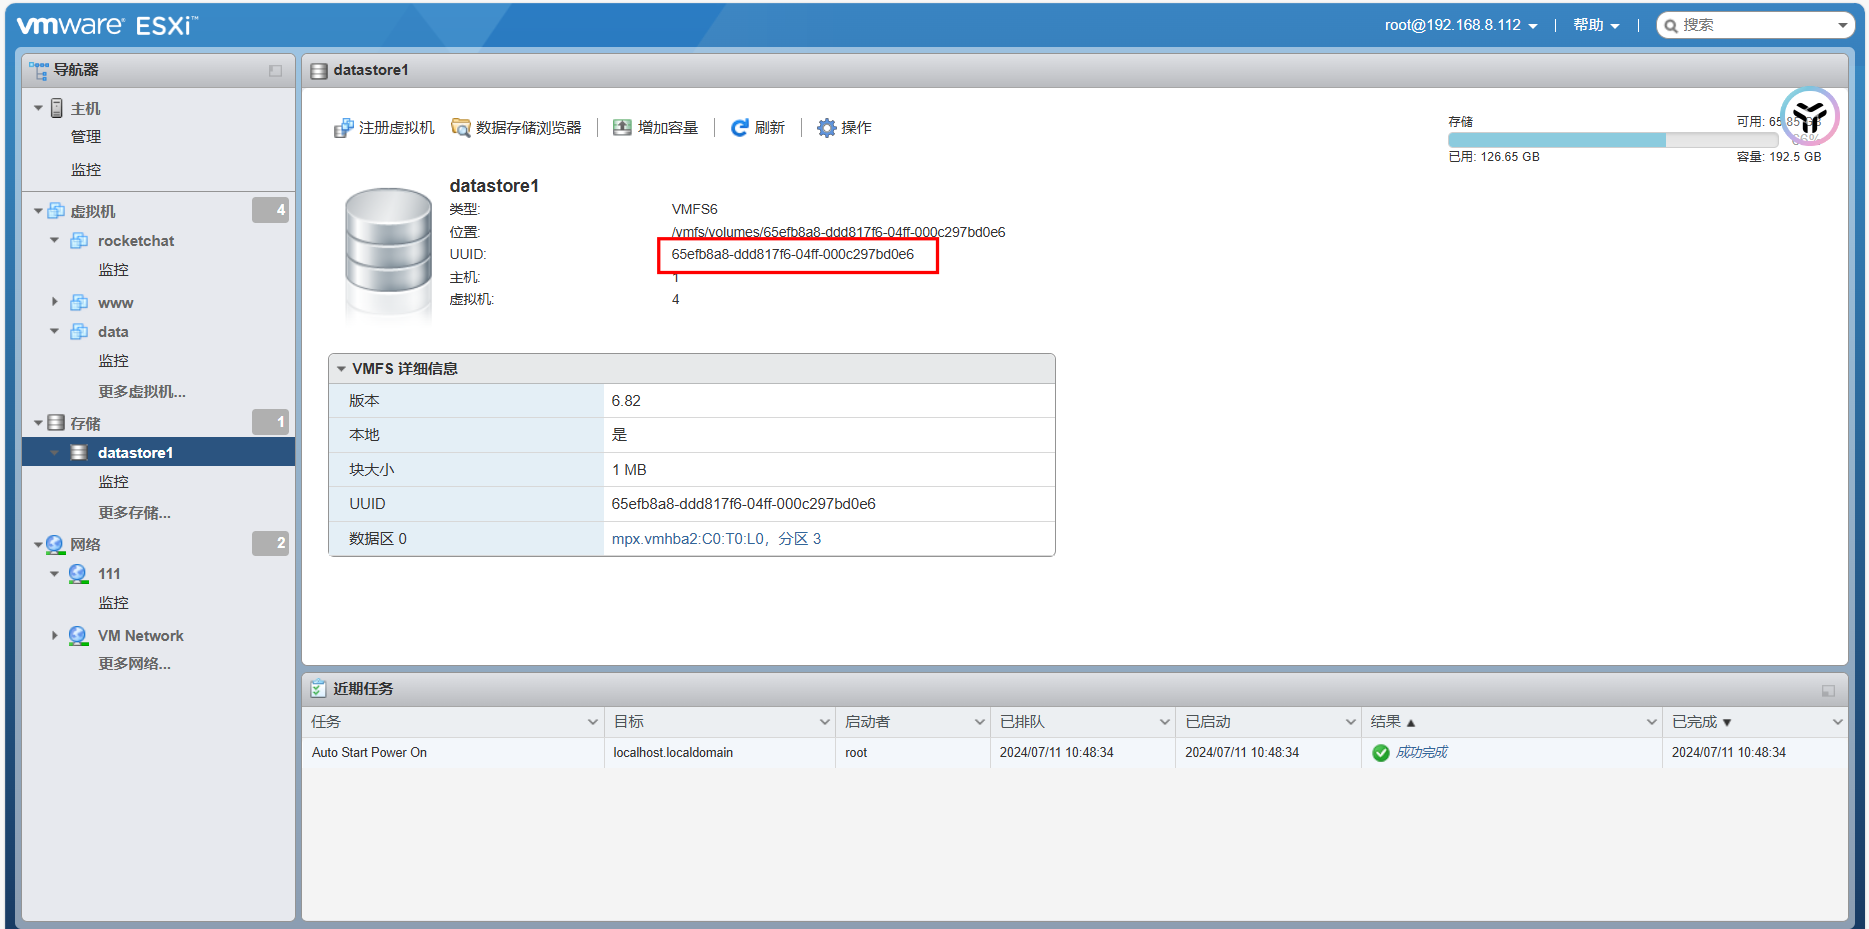 vmware ESXi™
root@192.168.8.112
帮助
搜索
导航器
主机
管理
监控
虚拟机
4
rocketchat
监控
www
data
监控
更多虚拟机...
存储
1
datastore1
监控
更多存储...
网络
2
111
监控
VM Network
更多网络...
datastore1
注册虚拟机
数据存储浏览器
增加容量
刷新
操作
存储
可用: 65.85 GB
66%
已用: 126.65 GB
容量: 192.5 GB
datastore1
类型: VMFS6
位置: /vmfs/volumes/65efb8a8-ddd817f6-04ff-000c297bd0e6
UUID: 65efb8a8-ddd817f6-04ff-000c297bd0e6
主机: 1
虚拟机: 4
VMFS 详细信息
版本 6.82
本地 是
块大小 1 MB
UUID 65efb8a8-ddd817f6-04ff-000c297bd0e6
数据区 0 mpx.vmhba2:C0:T0:L0，分区 3
近期任务
任务 目标 启动者 已排队 已启动 结果 ▲ 已完成 ▼
Auto Start Power On localhost.localdomain root 2024/07/11 10:48:34 2024/07/11 10:48:34 成功完成 2024/07/11 10:48:34